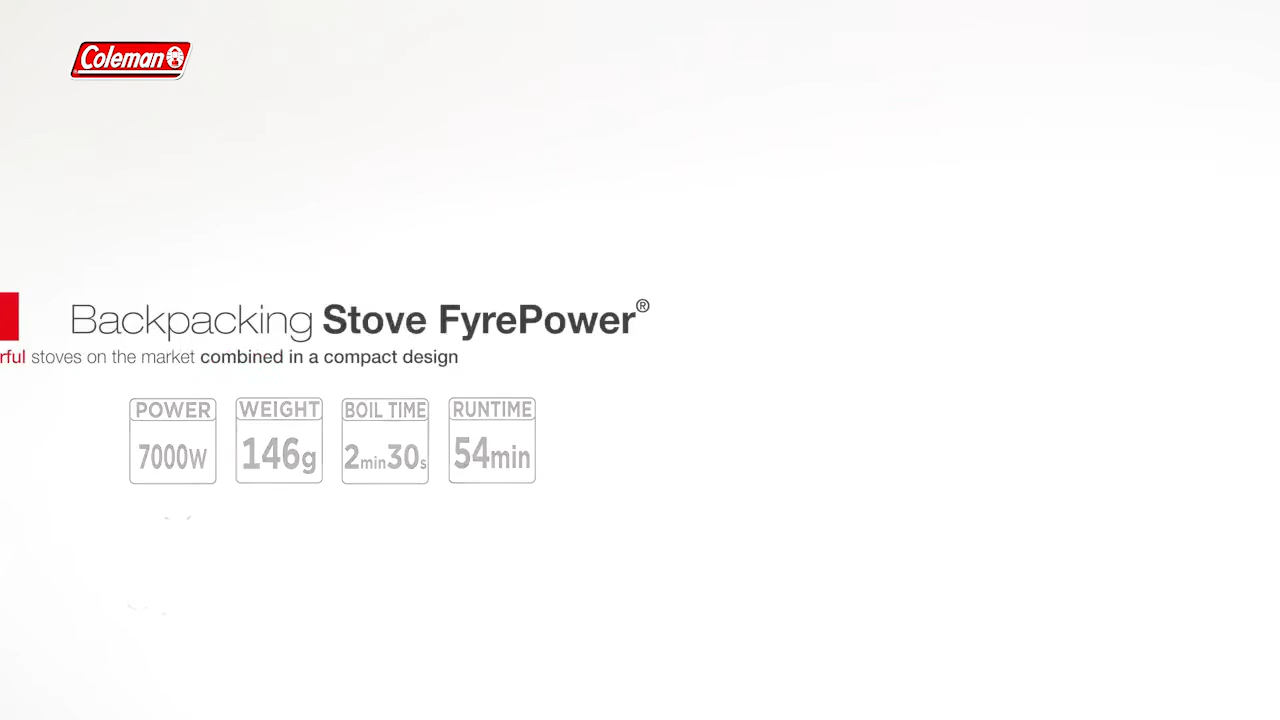 Coleman
Backpacking Stove FyrePower®
rful stoves on the market combined in a compact design
POWER WEIGHT BOIL TIME RUNTIME
7000W 146g 2min30s 54min